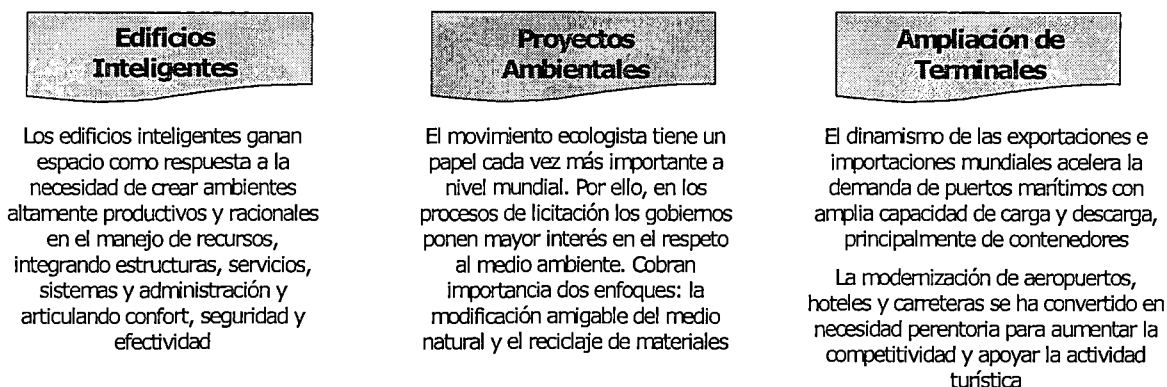 Edificios
Inteligentes
Los edificios inteligentes ganan
espacio como respuesta a la
necesidad de crear ambientes
altamente productivos y racionales
en el manejo de recursos,
integrando estructuras, servicios,
sistemas y administración y
articulando confort, seguridad y
efectividad
Proyectos
Ambientales
El movimiento ecologista tiene un
papel cada vez más importante a
nivel mundial. Por ello, en los
procesos de licitación los gobiernos
ponen mayor interés en el respeto
al medio ambiente. Cobran
importancia dos enfoques: la
modificación amigable del medio
natural y el reciclaje de materiales
Ampliación de
Terminales
El dinamismo de las exportaciones e
importaciones mundiales acelera la
demanda de puertos marítimos con
amplia capacidad de carga y descarga,
principalmente de contenedores
La modernización de aeropuertos,
hoteles y carreteras se ha convertido en
necesidad perentoria para aumentar la
competitividad y apoyar la actividad
turística